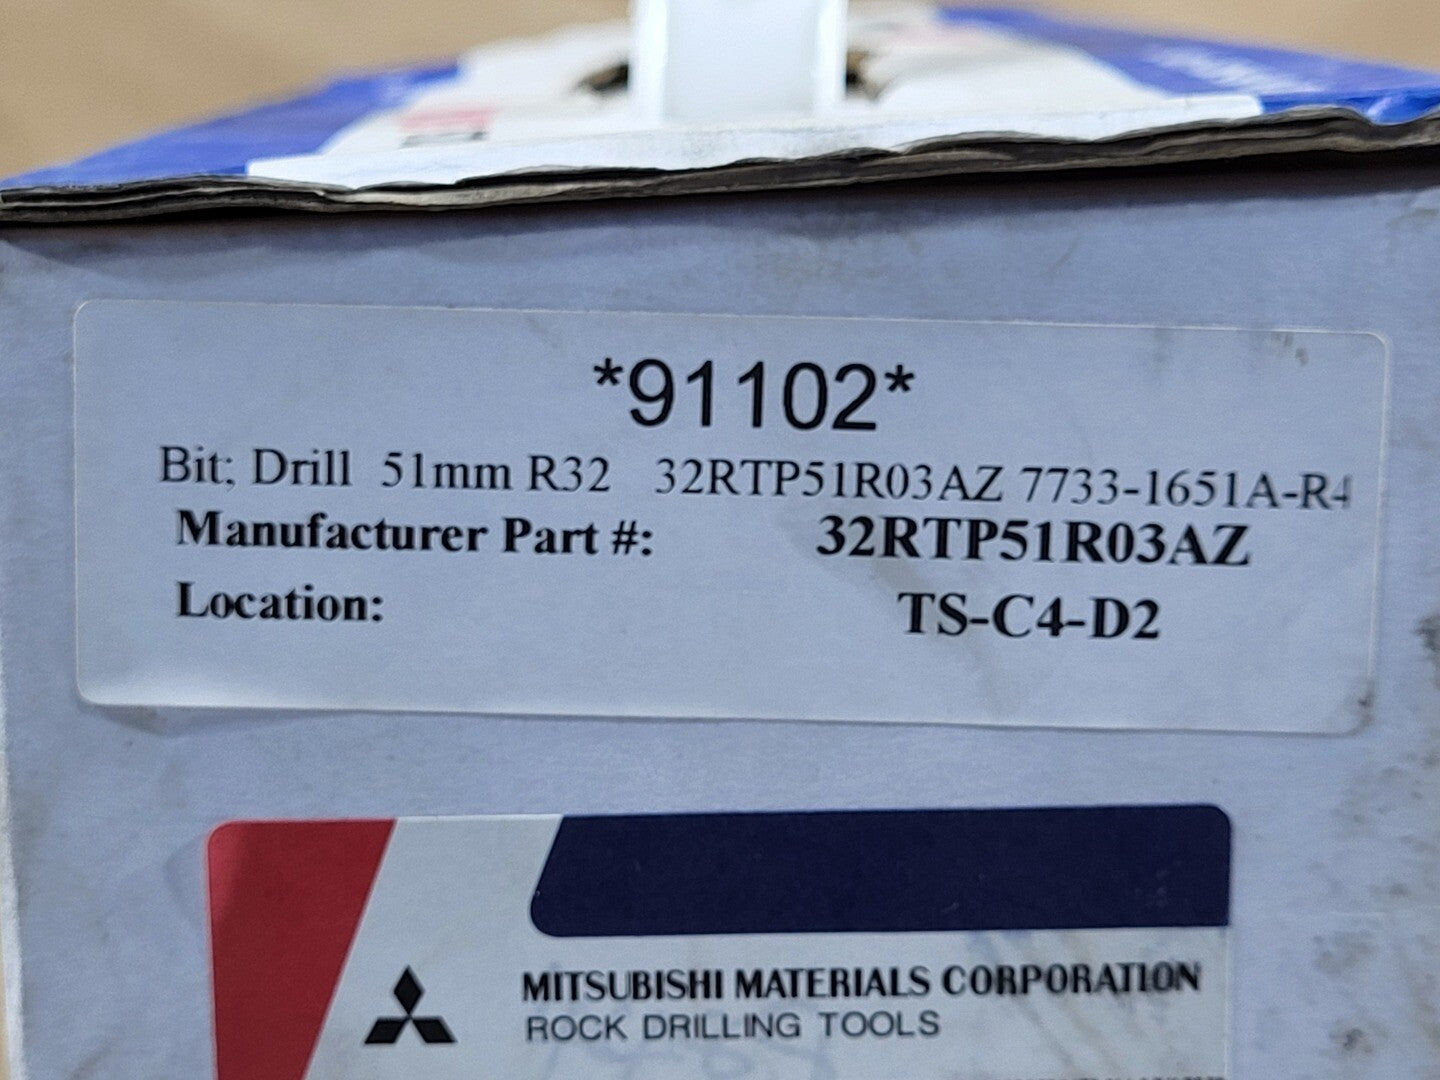 *91102*
Bit; Drill 51mm R32 32RTP51R03AZ 7733-1651A-R4
Manufacturer Part #: 32RTP51R03AZ
Location: TS-C4-D2
MITSUBISHI MATERIALS CORPORATION
ROCK DRILLING TOOLS